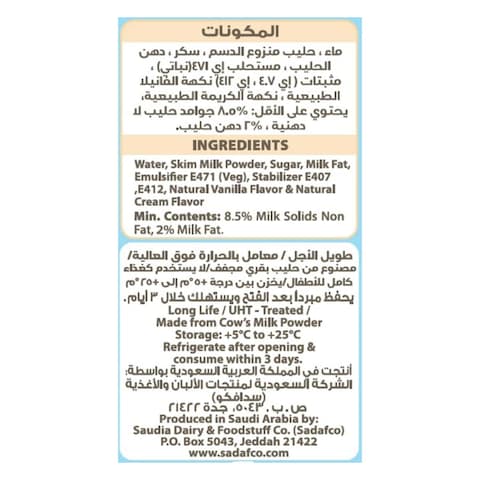 المكونات
ماء ، حليب منزوع الدسم ، سكر ، دهن
الحليب ، مستحلب إي ٤٧١(نباتي) ،
مثبتات ( إي ٤٠٧ ، إي ٤١٢) نكهة الفانيلا
الطبيعية ، نكهة الكريمة الطبيعية،
يحتوي على الأقل: ٨.٥% جوامد حليب لا
دهنية ، ٢% دهن حليب.
INGREDIENTS
Water, Skim Milk Powder, Sugar, Milk Fat,
Emulsifier E471 (Veg), Stabilizer E407
,E412, Natural Vanilla Flavor & Natural
Cream Flavor
Min. Contents: 8.5% Milk Solids Non
Fat, 2% Milk Fat.
طويل الأجل / معامل بالحرارة فوق العالية/
مصنوع من حليب بقري مجفف/لا يستخدم كغذاء
كامل للأطفال/يخزن بين درجة +٥°م إلى +٢٥°م
يحفظ مبرداً بعد الفتح ويستهلك خلال ٣ أيام.
Long Life / UHT - Treated /
Made from Cow's Milk Powder
Storage: +5°C to +25°C
Refrigerate after opening &
consume within 3 days.
أنتجت في المملكة العربية السعودية بواسطة:
الشركة السعودية لمنتجات الألبان والأغذية
(سدافكو)
ص. ب. ٥٠٤٣، جدة ٢١٤٢٢
Produced in Saudi Arabia by:
Saudia Dairy & Foodstuff Co. (Sadafco)
P.O. Box 5043, Jeddah 21422
www.sadafco.com